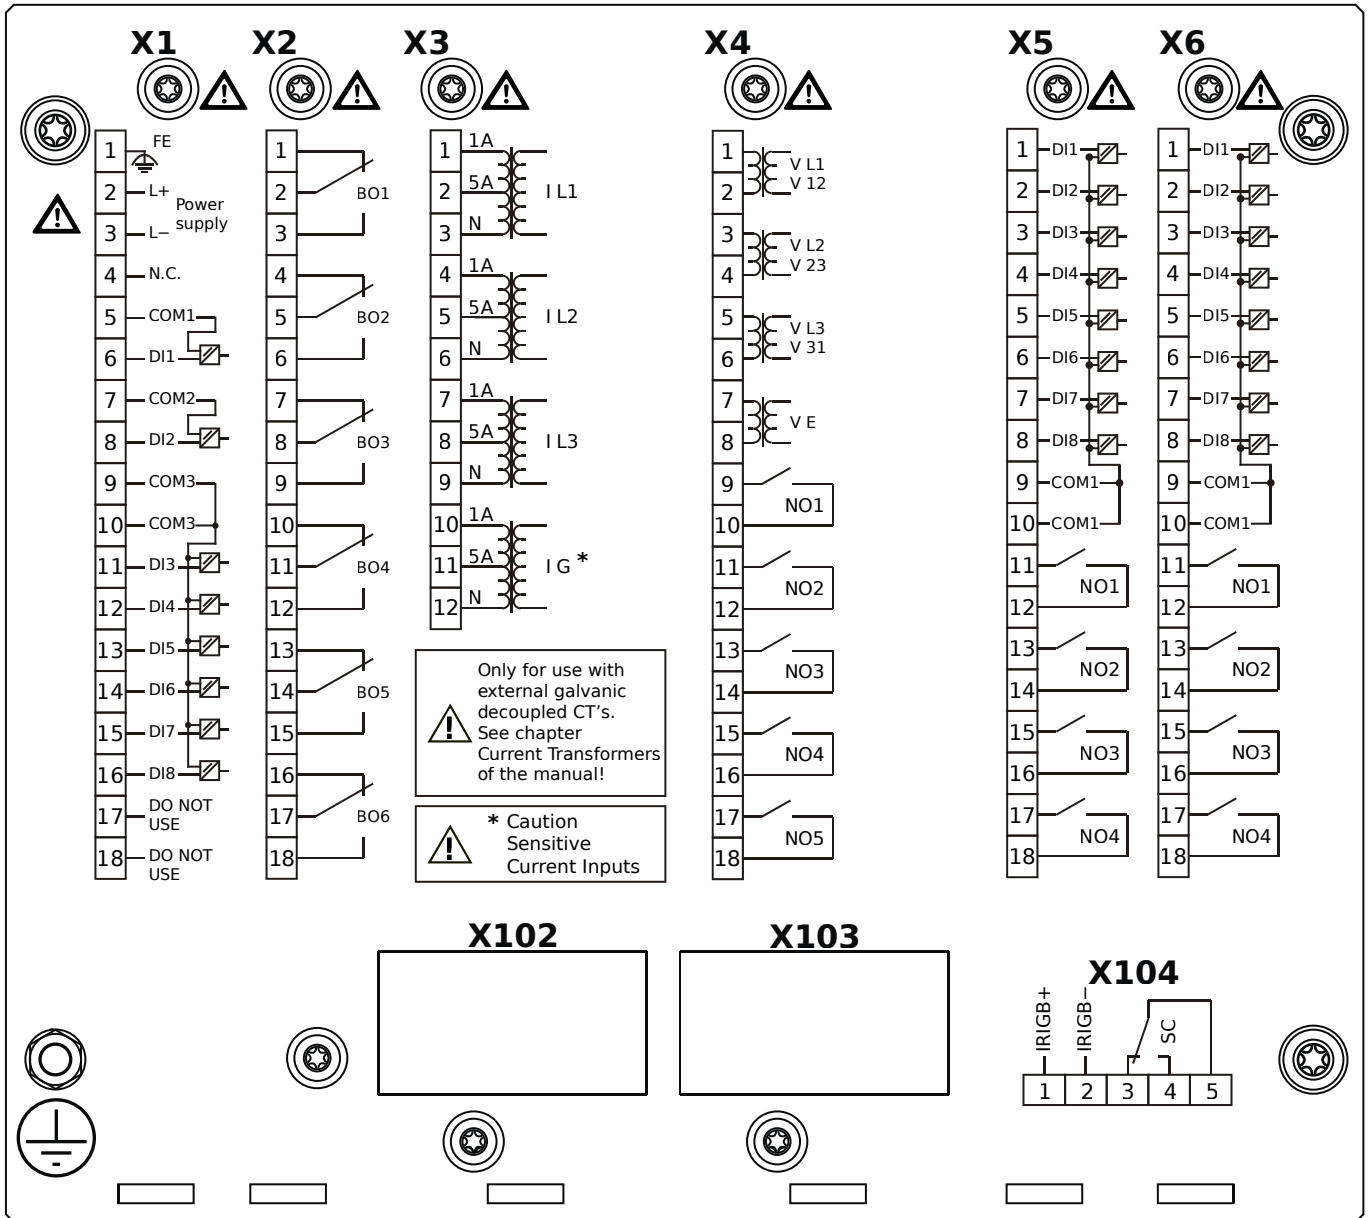 X1
X2
X3
X4
X5
X6
1
FE
2
L+
Power
supply
3
L−
4
N.C.
5
COM1
6
DI1
7
COM2
8
DI2
9
COM3
10
COM3
11
DI3
12
DI4
13
DI5
14
DI6
15
DI7
16
DI8
17
DO NOT
USE
18
DO NOT
USE
1
2
BO1
3
4
5
BO2
6
7
8
BO3
9
10
11
BO4
12
13
14
BO5
15
16
17
BO6
18
1
1A
2
5A
I L1
3
N
4
1A
5
5A
I L2
6
N
7
1A
8
5A
I L3
9
N
10
1A
11
5A
I G *
12
N
Only for use with
external galvanic
decoupled CT's.
See chapter
Current Transformers
of the manual!
* Caution
Sensitive
Current Inputs
1
V L1
V 12
2
3
V L2
V 23
4
5
V L3
V 31
6
7
V E
8
9
NO1
10
11
NO2
12
13
NO3
14
15
NO4
16
17
NO5
18
1
DI1
2
DI2
3
DI3
4
DI4
5
DI5
6
DI6
7
DI7
8
DI8
9
COM1
10
COM1
11
NO1
12
13
NO2
14
15
NO3
16
17
NO4
18
1
DI1
2
DI2
3
DI3
4
DI4
5
DI5
6
DI6
7
DI7
8
DI8
9
COM1
10
COM1
11
NO1
12
13
NO2
14
15
NO3
16
17
NO4
18
X102
X103
X104
IRIGB+
IRIGB−
SC
1
2
3
4
5